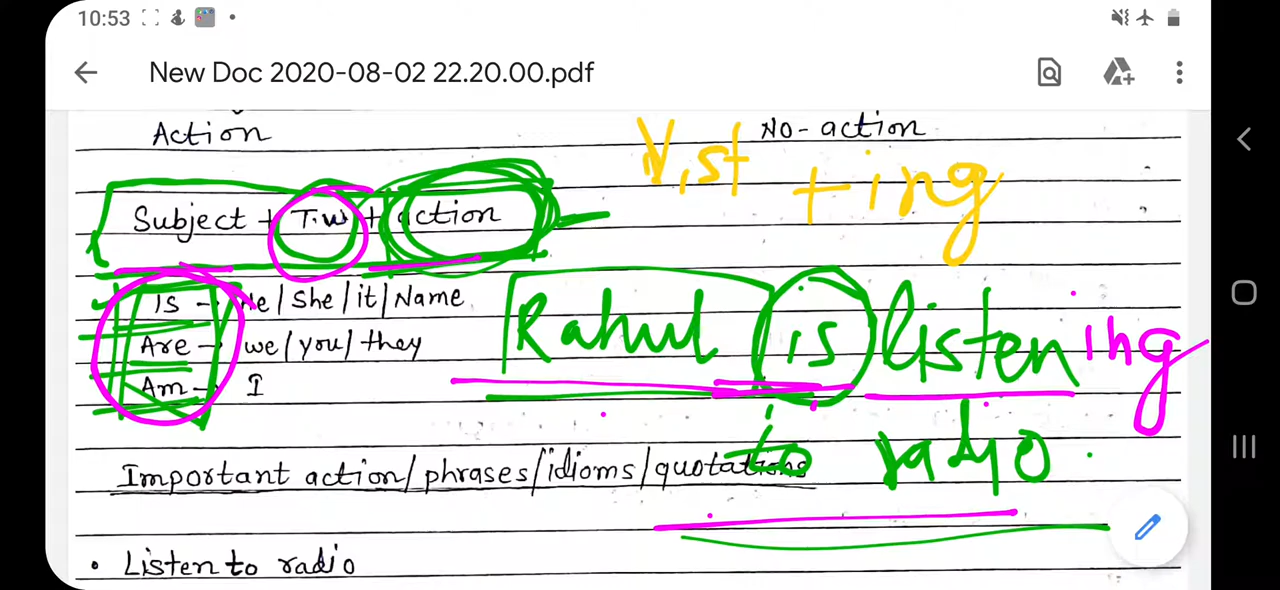 10:53
New Doc 2020-08-02 22.20.00.pdf
Action No-action
V1st + ing
Subject + T.W + action
Is → He/She/it/Name
Are → we/you/they
Am → I
Rahul is listening
to radyo
Important action/phrases/idioms/quotations
• Listen to radio